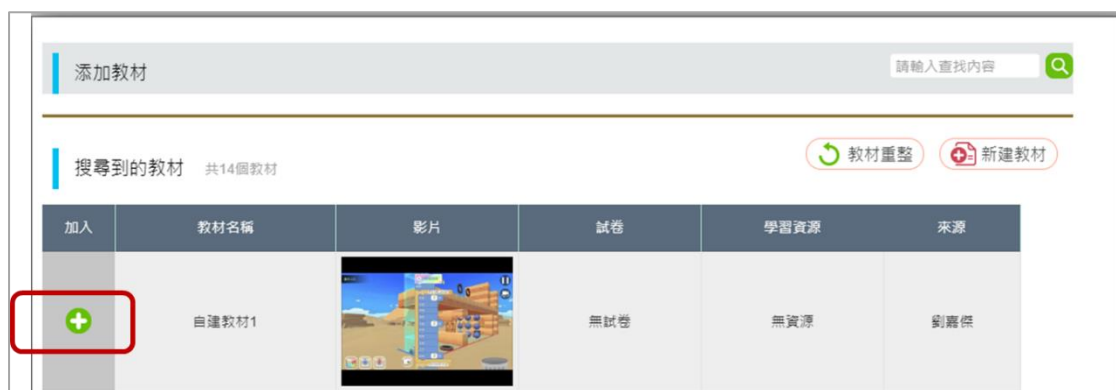 添加教材
請輸入查找內容
搜尋到的教材 共14個教材
教材重整 新建教材
加入 教材名稱 影片 試卷 學習資源 來源
自建教材1 無試卷 無資源 劉嘉傑